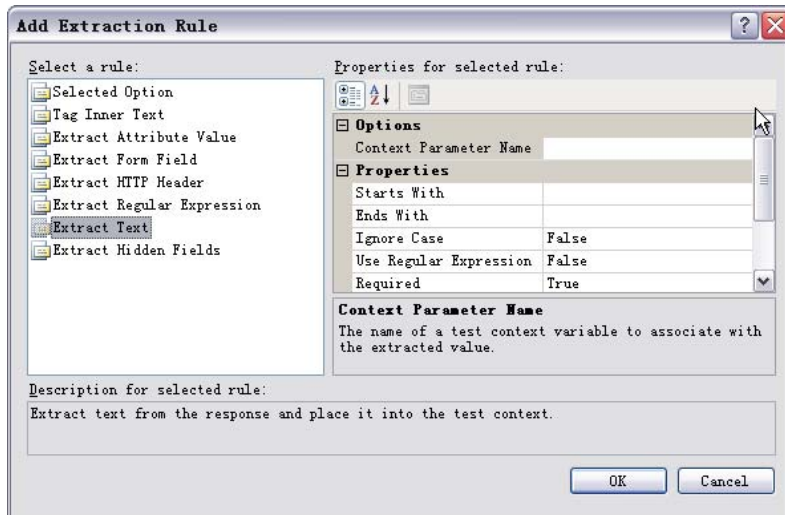 Add Extraction Rule
Select a rule:
Selected Option
Tag Inner Text
Extract Attribute Value
Extract Form Field
Extract HTTP Header
Extract Regular Expression
Extract Text
Extract Hidden Fields
Properties for selected rule:
Options
Context Parameter Name
Properties
Starts With
Ends With
Ignore Case False
Use Regular Expression False
Required True
Context Parameter Name
The name of a test context variable to associate with
the extracted value.
Description for selected rule:
Extract text from the response and place it into the test context.
OK Cancel